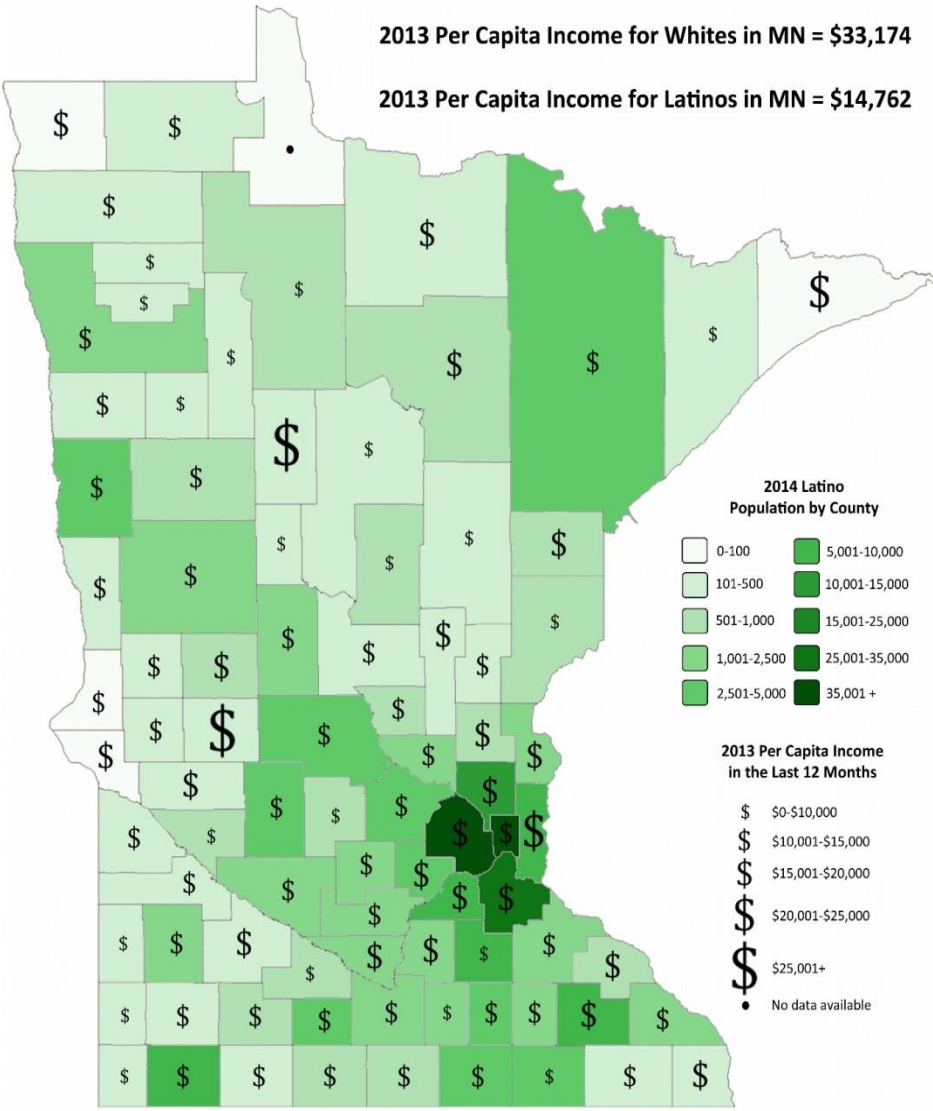 2013 Per Capita Income for Whites in MN = $33,174
2013 Per Capita Income for Latinos in MN = $14,762
2014 Latino
Population by County
0-100
101-500
501-1,000
1,001-2,500
2,501-5,000
5,001-10,000
10,001-15,000
15,001-25,000
25,001-35,000
35,001 +
2013 Per Capita Income
in the Last 12 Months
$ $0-$10,000
$ $10,001-$15,000
$ $15,001-$20,000
$ $20,001-$25,000
$ $25,001+
• No data available